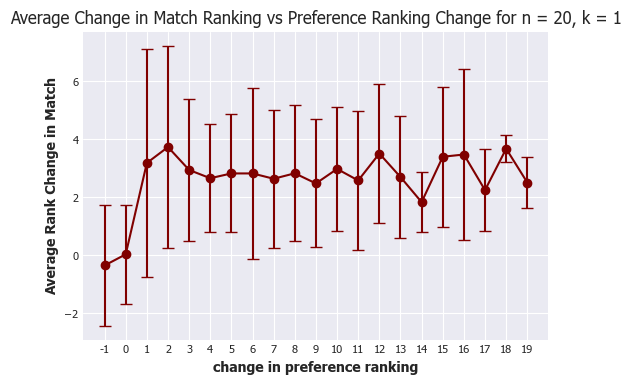 Average Change in Match Ranking vs Preference Ranking Change for n = 20, k = 1
Average Rank Change in Match
6
4
2
0
−2
-1 0 1 2 3 4 5 6 7 8 9 10 11 12 13 14 15 16 17 18 19
change in preference ranking